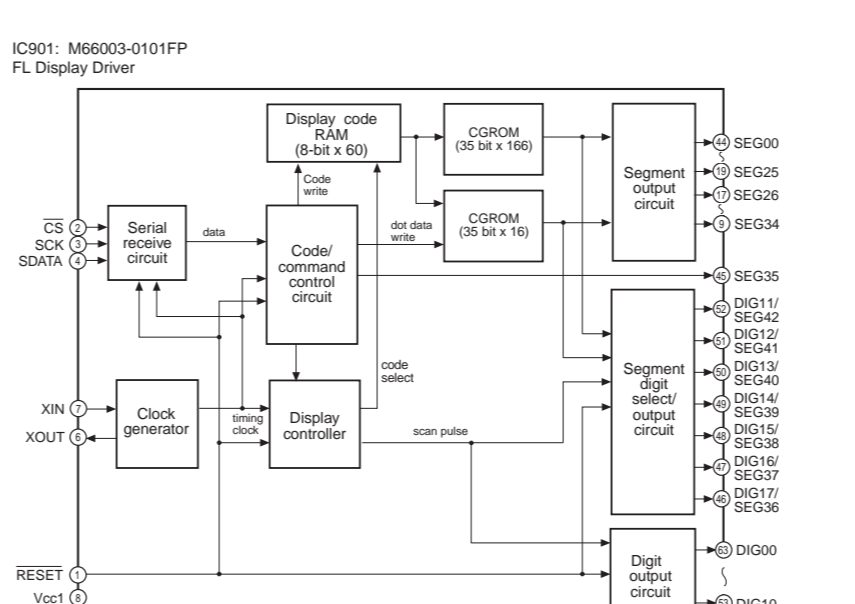 IC901: M66003-0101FP
FL Display Driver
Display code
RAM
(8-bit x 60)
CGROM
(35 bit x 166)
CGROM
(35 bit x 16)
Segment
output
circuit
44 SEG00
19 SEG25
17 SEG26
9 SEG34
45 SEG35
Code
write
dot data
write
CS 2
SCK 3
SDATA 4
Serial
receive
circuit
data
Code/
command
control
circuit
code
select
Segment
digit
select/
output
circuit
52 DIG11/
SEG42
51 DIG12/
SEG41
50 DIG13/
SEG40
49 DIG14/
SEG39
48 DIG15/
SEG38
47 DIG16/
SEG37
46 DIG17/
SEG36
XIN 7
XOUT 6
Clock
generator
timing
clock
Display
controller
scan pulse
RESET 1
Vcc1 8
Digit
output
circuit
63 DIG00
53 DIG10